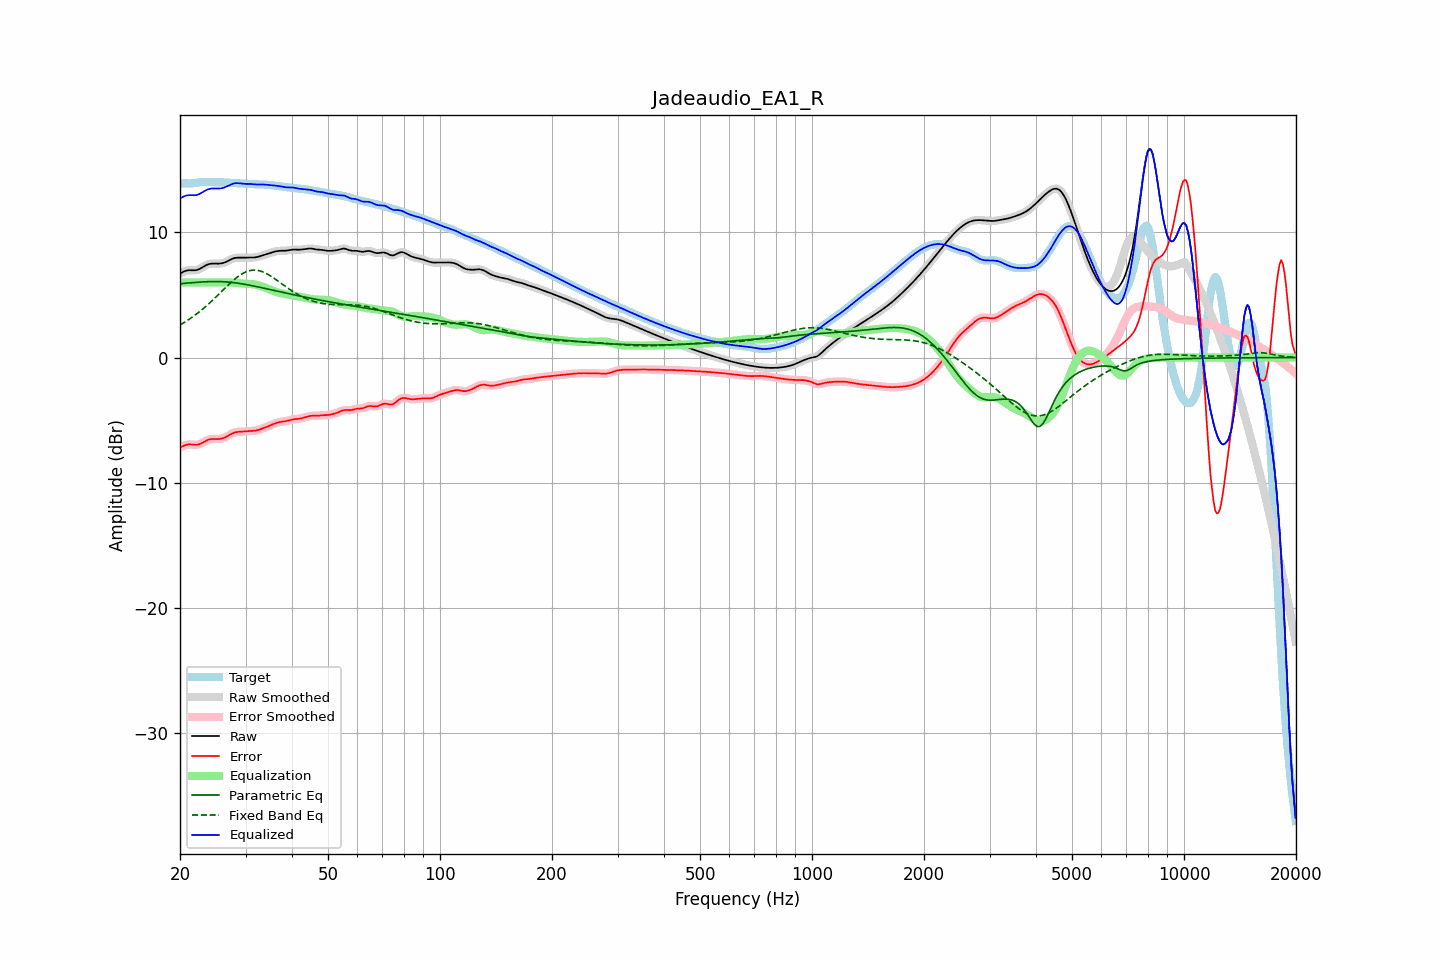 Jadeaudio_EA1_R
10
0
−10
−20
−30
Amplitude (dBr)
Target
Raw Smoothed
Error Smoothed
Raw
Error
Equalization
Parametric Eq
Fixed Band Eq
Equalized
20 50 100 200 500 1000 2000 5000 10000 20000
Frequency (Hz)